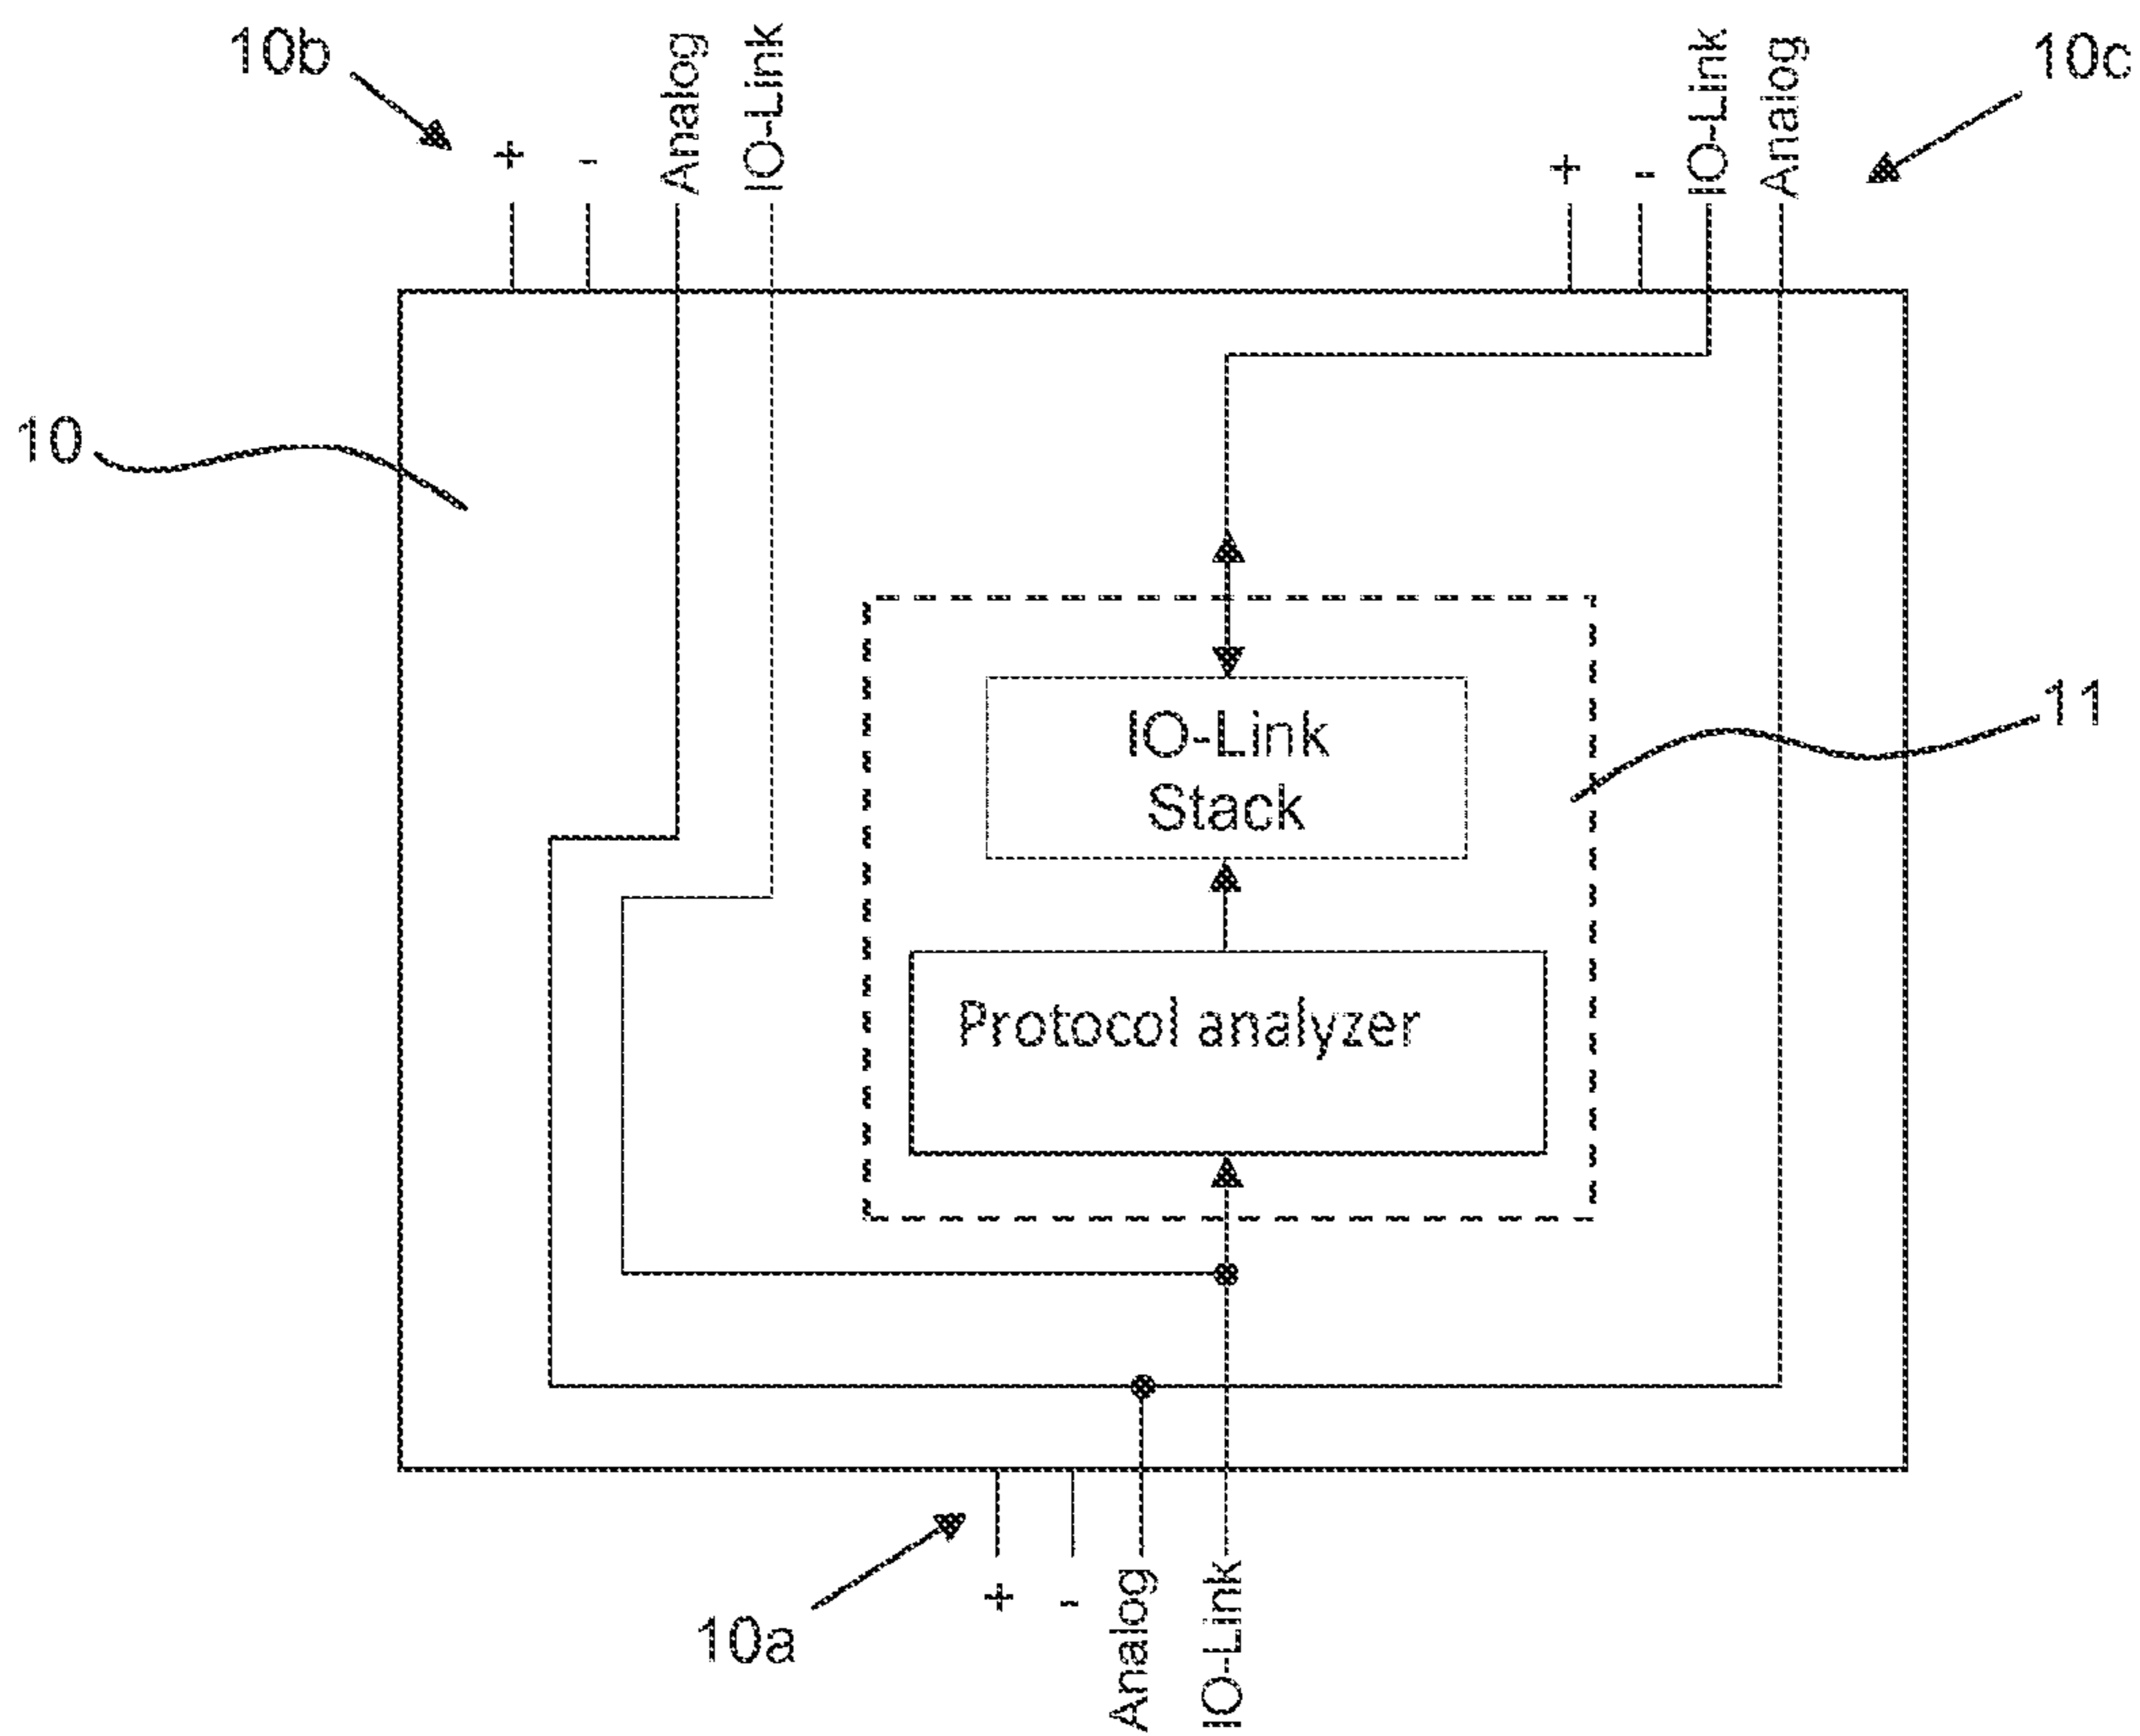 10b
+
-
Analog
IO-Link
+
-
IO-Link
Analog
10c
10
11
IO-Link
Stack
Protocol analyzer
10a
+
-
Analog
IO-Link